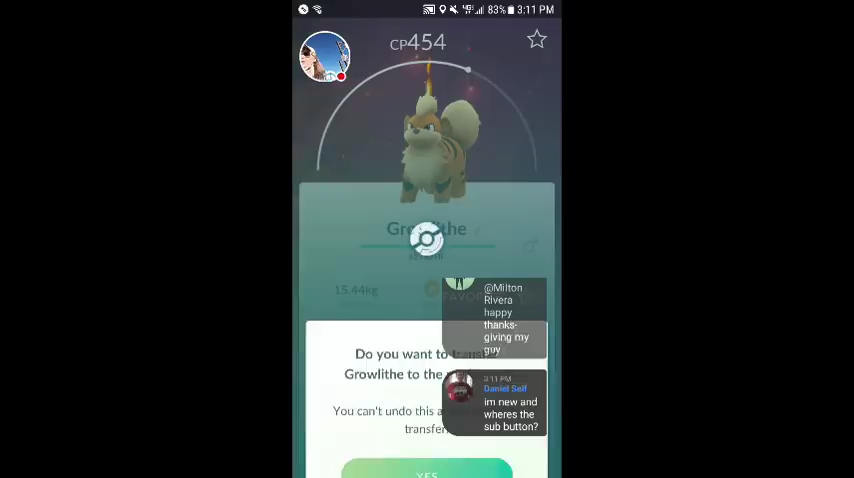 83% 3:11 PM
CP454
Growlithe
15.44kg
@Milton
Rivera
happy
thanks-
giving my
guy
Do you want to
Growlithe to the
You can't undo this
transfer
3:11 PM
Daniel Self
im new and
wheres the
sub button?
YES